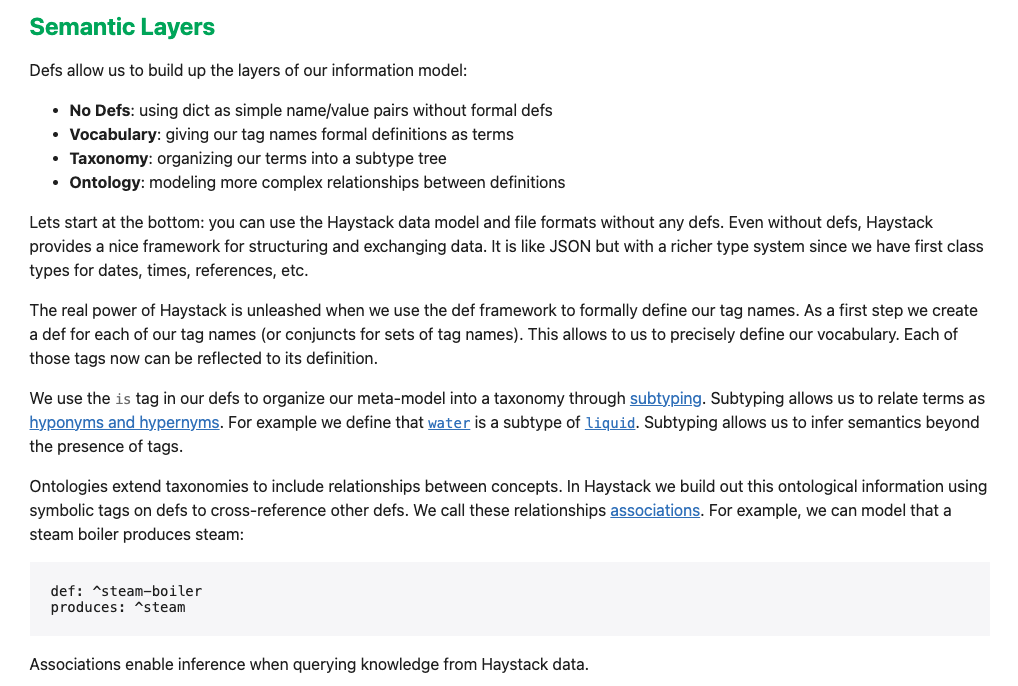 Semantic Layers
Defs allow us to build up the layers of our information model:
• No Defs: using dict as simple name/value pairs without formal defs
• Vocabulary: giving our tag names formal definitions as terms
• Taxonomy: organizing our terms into a subtype tree
• Ontology: modeling more complex relationships between definitions
Lets start at the bottom: you can use the Haystack data model and file formats without any defs. Even without defs, Haystack
provides a nice framework for structuring and exchanging data. It is like JSON but with a richer type system since we have first class
types for dates, times, references, etc.
The real power of Haystack is unleashed when we use the def framework to formally define our tag names. As a first step we create
a def for each of our tag names (or conjuncts for sets of tag names). This allows to us to precisely define our vocabulary. Each of
those tags now can be reflected to its definition.
We use the is tag in our defs to organize our meta-model into a taxonomy through subtyping. Subtyping allows us to relate terms as
hyponyms and hypernyms. For example we define that water is a subtype of liquid. Subtyping allows us to infer semantics beyond
the presence of tags.
Ontologies extend taxonomies to include relationships between concepts. In Haystack we build out this ontological information using
symbolic tags on defs to cross-reference other defs. We call these relationships associations. For example, we can model that a
steam boiler produces steam:
def: ^steam-boiler
produces: ^steam
Associations enable inference when querying knowledge from Haystack data.